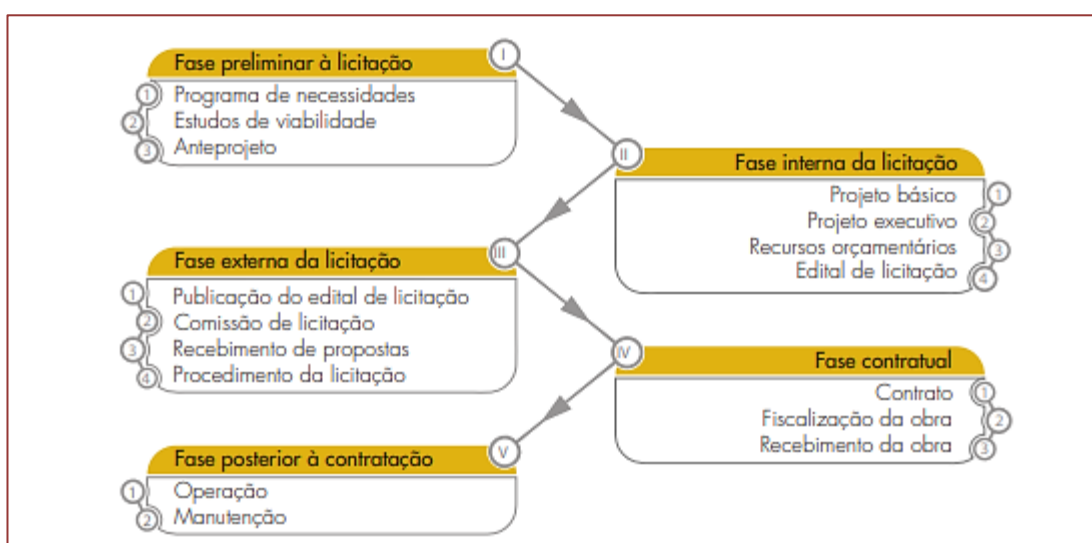 I
Fase preliminar à licitação
1 Programa de necessidades
2 Estudos de viabilidade
3 Anteprojeto
II
Fase interna da licitação
Projeto básico 1
Projeto executivo 2
Recursos orçamentários 3
Edital de licitação 4
III
Fase externa da licitação
1 Publicação do edital de licitação
2 Comissão de licitação
3 Recebimento de propostas
4 Procedimento da licitação
IV
Fase contratual
Contrato 1
Fiscalização da obra 2
Recebimento da obra 3
V
Fase posterior à contratação
1 Operação
2 Manutenção